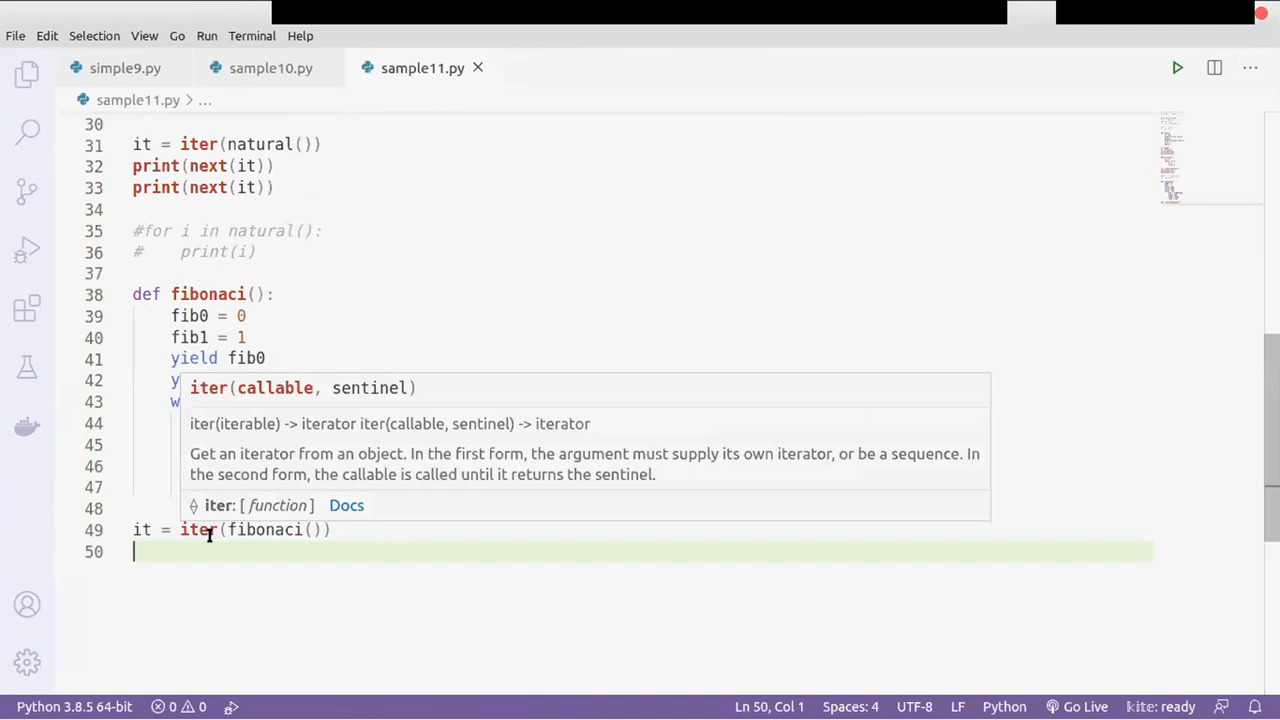 File Edit Selection View Go Run Terminal Help
simple9.py sample10.py sample11.py
sample11.py > ...
30
31 it = iter(natural())
32 print(next(it))
33 print(next(it))
34
35 #for i in natural():
36 #    print(i)
37
38 def fibonaci():
39     fib0 = 0
40     fib1 = 1
41     yield fib0
42     y
iter(callable, sentinel)
43     w
44
iter(iterable) -> iterator iter(callable, sentinel) -> iterator
45
Get an iterator from an object. In the first form, the argument must supply its own iterator, or be a sequence. In
46
the second form, the callable is called until it returns the sentinel.
47
48
iter: [ function ] Docs
49 it = iter(fibonaci())
50
Python 3.8.5 64-bit 0 0 Ln 50, Col 1 Spaces: 4 UTF-8 LF Python Go Live kite: ready